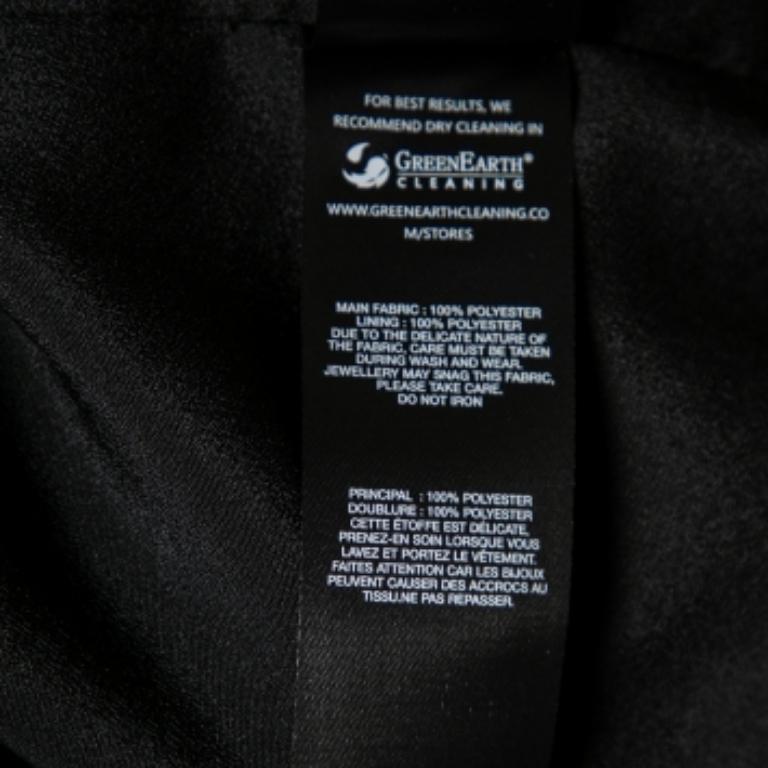 FOR BEST RESULTS, WE
RECOMMEND DRY CLEANING IN
GREENEARTH®
CLEANING
WWW.GREENEARTHCLEANING.CO
M/STORES
MAIN FABRIC : 100% POLYESTER
LINING : 100% POLYESTER
DUE TO THE DELICATE NATURE OF
THE FABRIC, CARE MUST BE TAKEN
DURING WASH AND WEAR.
JEWELLERY MAY SNAG THIS FABRIC,
PLEASE TAKE CARE.
DO NOT IRON
PRINCIPAL : 100% POLYESTER
DOUBLURE : 100% POLYESTER
CETTE ÉTOFFE EST DÉLICATE,
PRENEZ-EN SOIN LORSQUE VOUS
LAVEZ ET PORTEZ LE VÊTEMENT.
FAITES ATTENTION CAR LES BIJOUX
PEUVENT CAUSER DES ACCROCS AU
TISSU.NE PAS REPASSER.